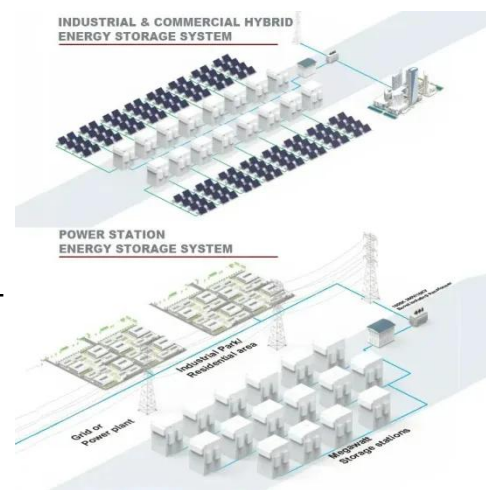 INDUSTRIAL & COMMERCIAL HYBRID
ENERGY STORAGE SYSTEM
POWER STATION
ENERGY STORAGE SYSTEM
Industrial Park/
Residential area
Grid or
Power plant
Megawatt
Storage stations